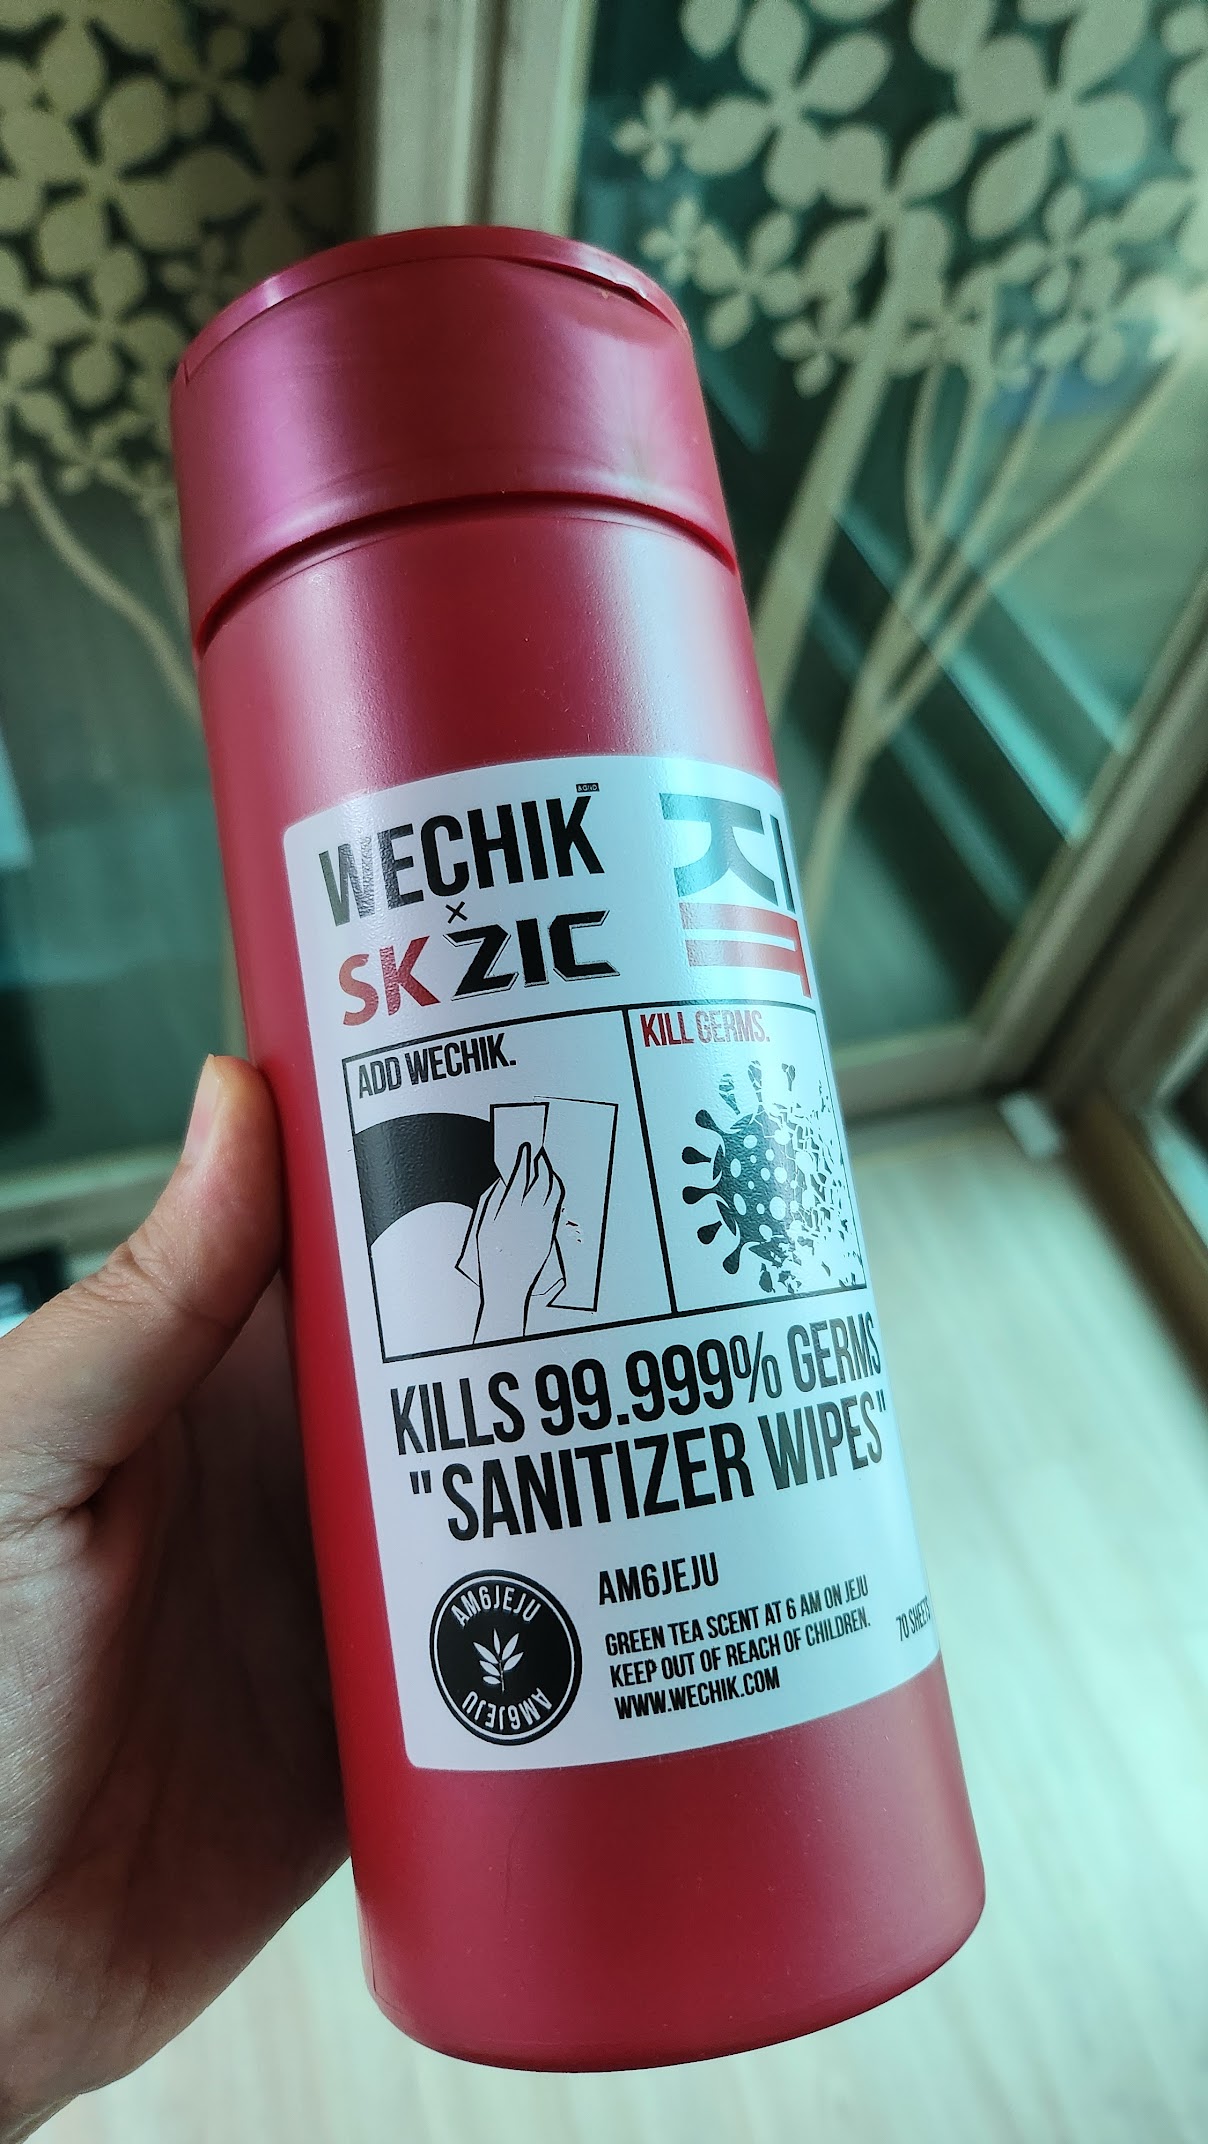 WECHIK
×
SK ZIC
ADD WECHIK.
KILL GERMS.
KILLS 99.999% GERMS
"SANITIZER WIPES"
AM6JEJU
AM6JEJU
AM6JEJU
GREEN TEA SCENT AT 6 AM ON JEJU
KEEP OUT OF REACH OF CHILDREN.
WWW.WECHIK.COM
70 SHEETS